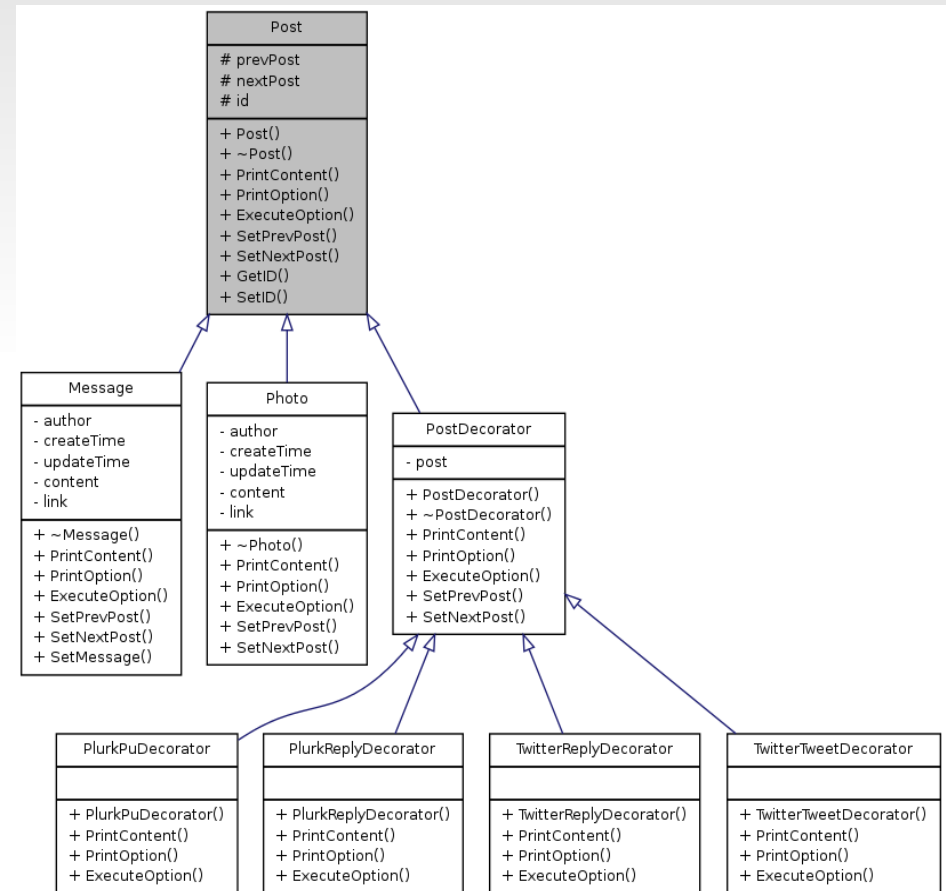 Post
# prevPost
# nextPost
# id
+ Post()
+ ~Post()
+ PrintContent()
+ PrintOption()
+ ExecuteOption()
+ SetPrevPost()
+ SetNextPost()
+ GetID()
+ SetID()
Message
- author
- createTime
- updateTime
- content
- link
+ ~Message()
+ PrintContent()
+ PrintOption()
+ ExecuteOption()
+ SetPrevPost()
+ SetNextPost()
+ SetMessage()
Photo
- author
- createTime
- updateTime
- content
- link
+ ~Photo()
+ PrintContent()
+ PrintOption()
+ ExecuteOption()
+ SetPrevPost()
+ SetNextPost()
PostDecorator
- post
+ PostDecorator()
+ ~PostDecorator()
+ PrintContent()
+ PrintOption()
+ ExecuteOption()
+ SetPrevPost()
+ SetNextPost()
PlurkPuDecorator
+ PlurkPuDecorator()
+ PrintContent()
+ PrintOption()
+ ExecuteOption()
PlurkReplyDecorator
+ PlurkReplyDecorator()
+ PrintContent()
+ PrintOption()
+ ExecuteOption()
TwitterReplyDecorator
+ TwitterReplyDecorator()
+ PrintContent()
+ PrintOption()
+ ExecuteOption()
TwitterTweetDecorator
+ TwitterTweetDecorator()
+ PrintContent()
+ PrintOption()
+ ExecuteOption()